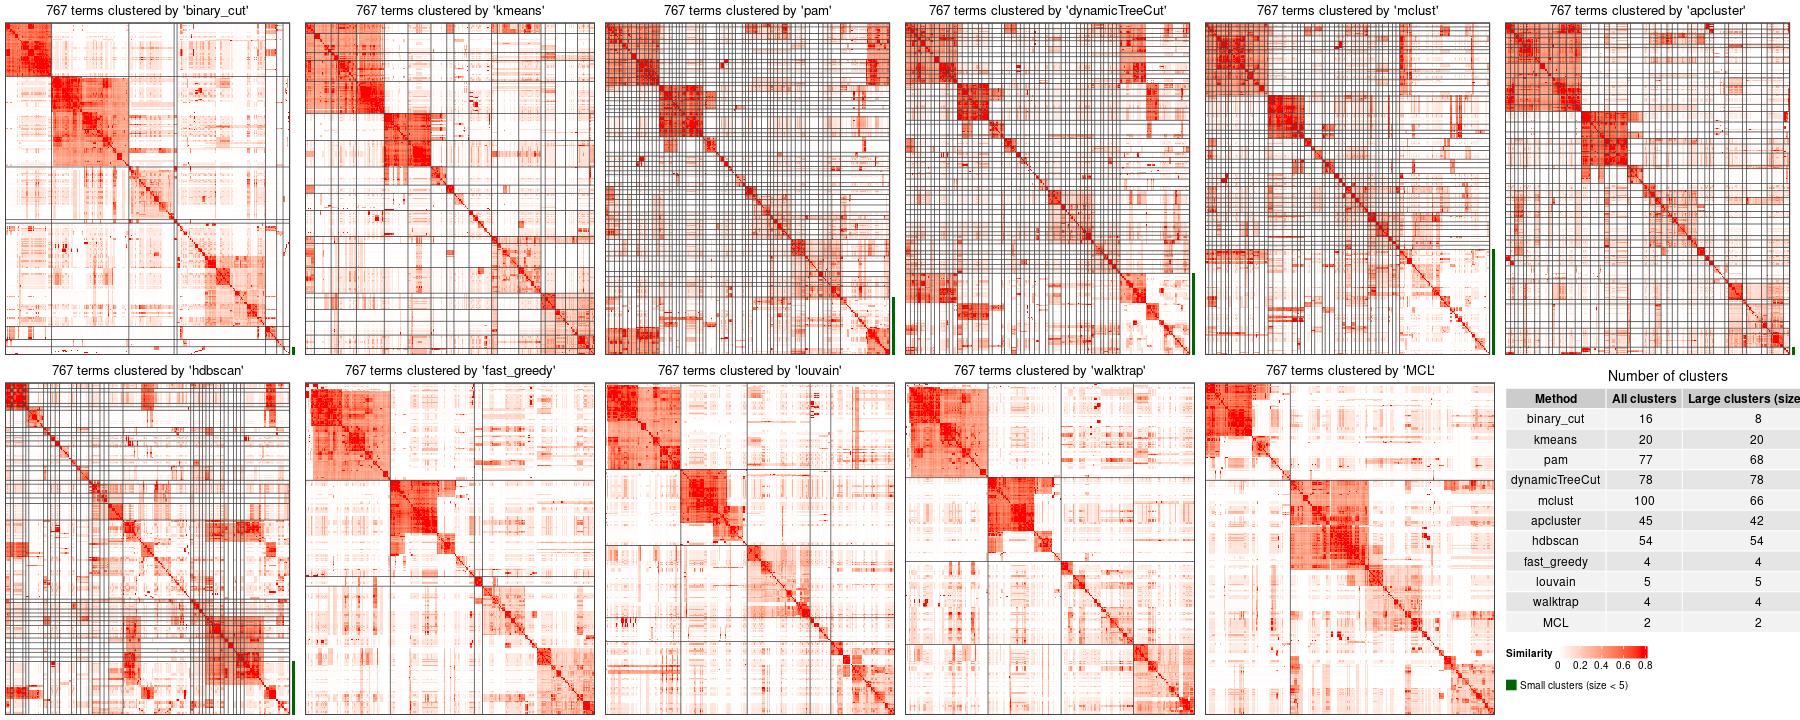 767 terms clustered by 'binary_cut'
767 terms clustered by 'kmeans'
767 terms clustered by 'pam'
767 terms clustered by 'dynamicTreeCut'
767 terms clustered by 'mclust'
767 terms clustered by 'apcluster'
767 terms clustered by 'hdbscan'
767 terms clustered by 'fast_greedy'
767 terms clustered by 'louvain'
767 terms clustered by 'walktrap'
767 terms clustered by 'MCL'
Number of clusters
Method All clusters Large clusters (size
binary_cut 16 8
kmeans 20 20
pam 77 68
dynamicTreeCut 78 78
mclust 100 66
apcluster 45 42
hdbscan 54 54
fast_greedy 4 4
louvain 5 5
walktrap 4 4
MCL 2 2
Similarity
0 0.2 0.4 0.6 0.8
Small clusters (size < 5)